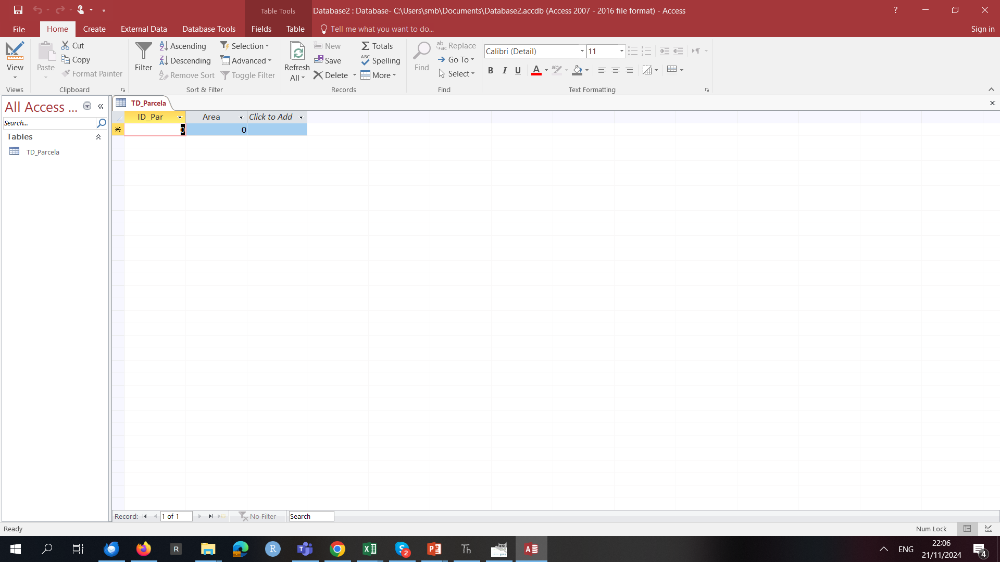 Table Tools
Database2 : Database- C:\Users\smb\Documents\Database2.accdb (Access 2007 - 2016 file format) - Access
?
File Home Create External Data Database Tools Fields Table Tell me what you want to do... Sign in
View
Views
Paste
Cut
Copy
Format Painter
Clipboard
Filter
Ascending
Descending
Remove Sort
Selection
Advanced
Toggle Filter
Sort & Filter
Refresh
All
New
Save
Delete
Totals
Spelling
More
Records
Find
Replace
Go To
Select
Find
Calibri (Detail) 11
B I U A
Text Formatting
All Access ...
Search...
Tables
TD_Parcela
TD_Parcela
ID_Par Area Click to Add
0 0
Record: 1 of 1 No Filter Search
Ready
Num Lock
R
R
2
Th
ENG
22:06
21/11/2024
4